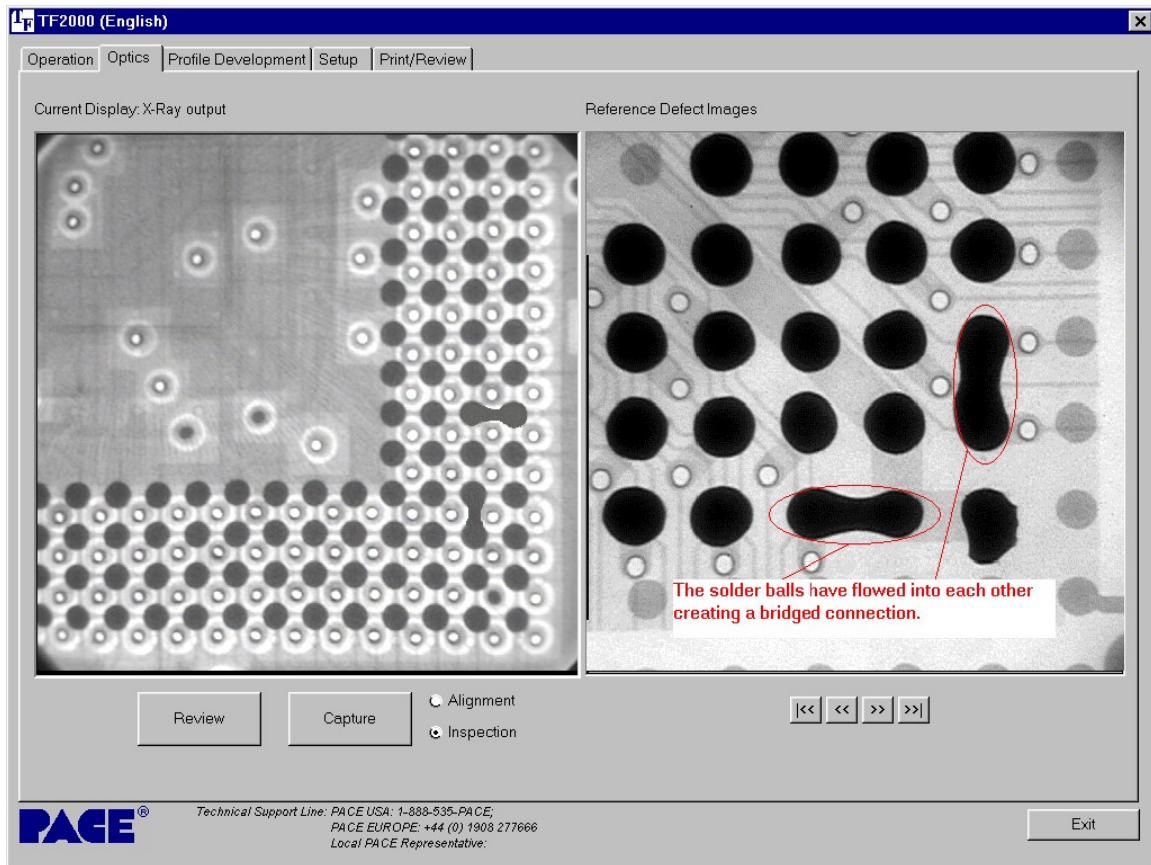 TF TF2000 (English)
Operation Optics Profile Development Setup Print/Review
Current Display: X-Ray output
Reference Defect Images
The solder balls have flowed into each other
creating a bridged connection.
Review Capture
Alignment
Inspection
|<< << >> >>|
PACE®
Technical Support Line: PACE USA: 1-888-535-PACE;
PACE EUROPE: +44 (0) 1908 277666
Local PACE Representative:
Exit